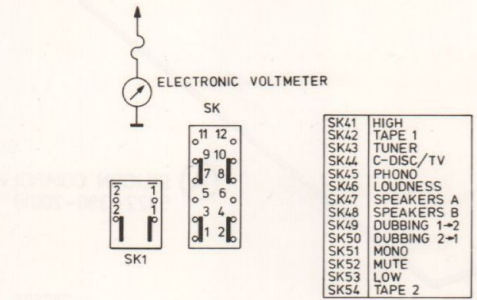 ELECTRONIC VOLTMETER
SK
11 12
9 10
7 8
5 6
3 4
1 2
2 1
2 1
SK1
SK41 HIGH
SK42 TAPE 1
SK43 TUNER
SK44 C-DISC/TV
SK45 PHONO
SK46 LOUDNESS
SK47 SPEAKERS A
SK48 SPEAKERS B
SK49 DUBBING 1→2
SK50 DUBBING 2→1
SK51 MONO
SK52 MUTE
SK53 LOW
SK54 TAPE 2